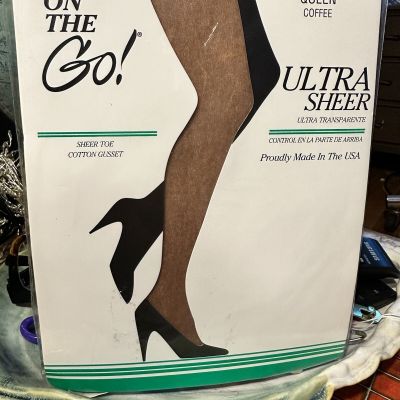 ON
THE
Go!®
QUEEN
COFFEE
ULTRA
SHEER
ULTRA TRANSPARENTE
CONTROL EN LA PARTE DE ARRIBA
Proudly Made In The USA
SHEER TOE
COTTON GUSSET